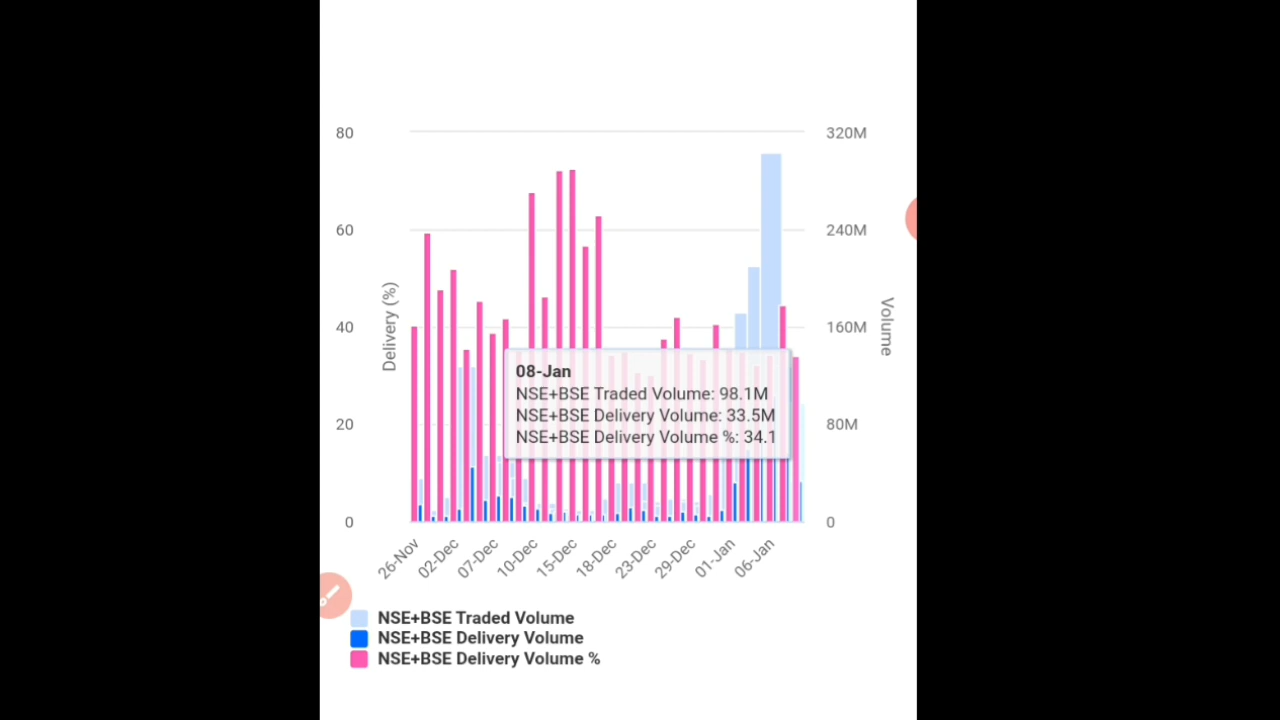 80
320M
60
240M
Delivery (%)
Volume
40
160M
08-Jan
NSE+BSE Traded Volume: 98.1M
NSE+BSE Delivery Volume: 33.5M
NSE+BSE Delivery Volume %: 34.1
20
80M
0
0
26-Nov
02-Dec
07-Dec
10-Dec
15-Dec
18-Dec
23-Dec
29-Dec
01-Jan
06-Jan
NSE+BSE Traded Volume
NSE+BSE Delivery Volume
NSE+BSE Delivery Volume %